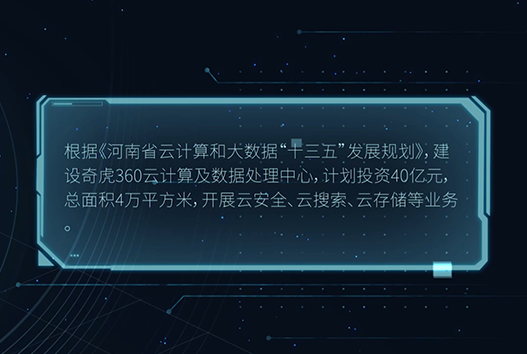 根据《河南省云计算和大数据“十三五”发展规划》，建
设奇虎360云计算及数据处理中心，计划投资40亿元，
总面积4万平方米，开展云安全、云搜索、云存储等业务
。